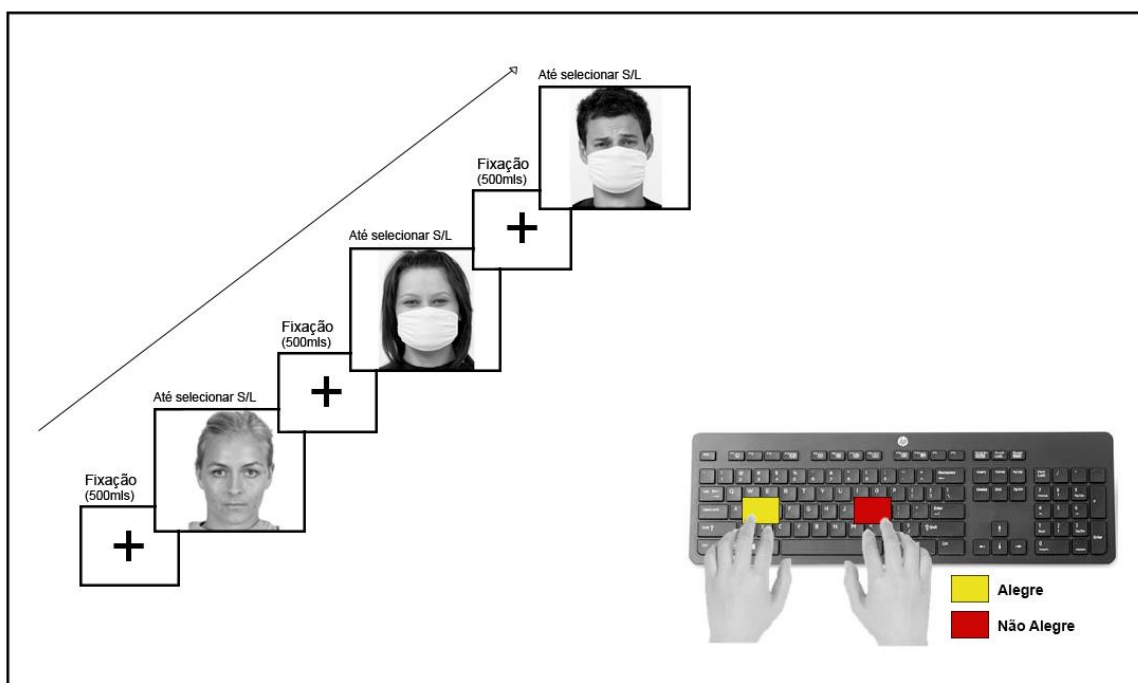 Até selecionar S/L
Fixação
(500mls)
Até selecionar S/L
Fixação
(500mls)
Até selecionar S/L
Fixação
(500mls)
Alegre
Não Alegre